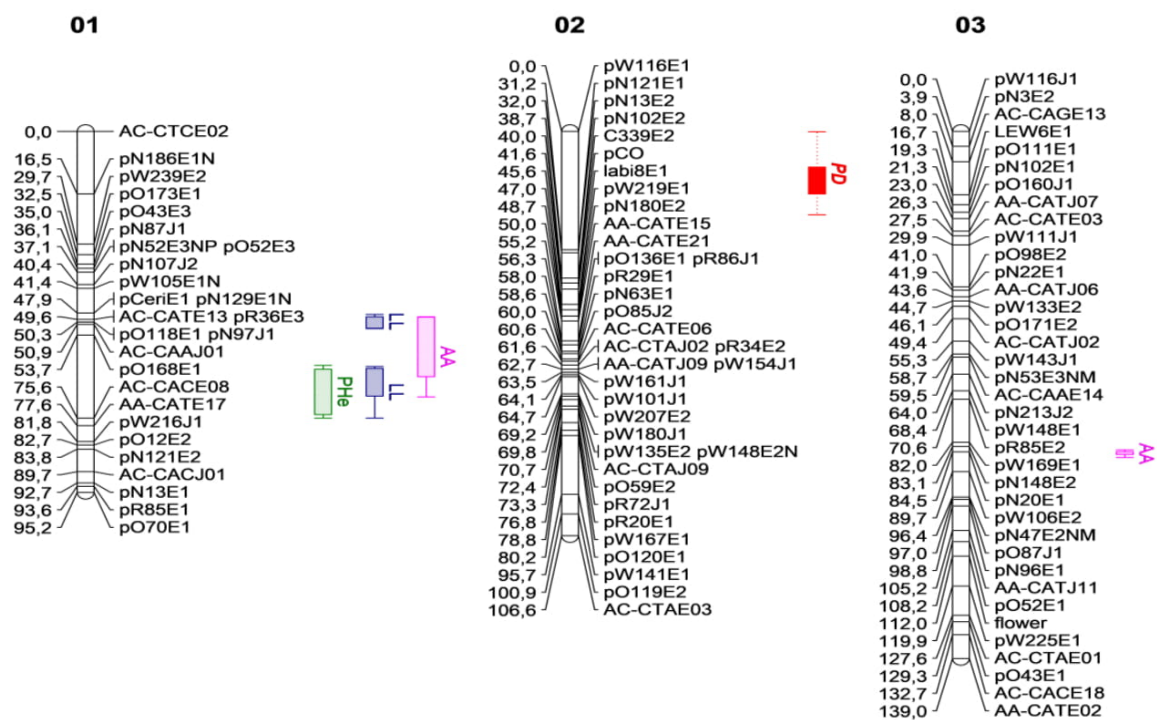 01
0,0 AC-CTCE02
16,5 pN186E1N
29,7 pW239E2
32,5 pO173E1
35,0 pO43E3
36,1 pN87J1
37,1 pN52E3NP pO52E3
40,4 pN107J2
41,4 pW105E1N
47,9 pCeriE1 pN129E1N
49,6 AC-CATE13 pR36E3
50,3 pO118E1 pN97J1
50,9 AC-CAAJ01
53,7 pO168E1
75,6 AC-CACE08
77,6 AA-CATE17
81,8 pW216J1
82,7 pO12E2
83,8 pN121E2
89,7 AC-CACJ01
92,7 pN13E1
93,6 pR85E1
95,2 pO70E1
PHe
LL
LL
AA
02
0,0 pW116E1
31,2 pN121E1
32,0 pN13E2
38,7 pN102E2
40,0 C339E2
41,6 pCO
45,6 labi8E1
47,0 pW219E1
48,7 pN180E2
50,0 AA-CATE15
55,2 AA-CATE21
56,3 pO136E1 pR86J1
58,0 pR29E1
58,6 pN63E1
60,0 pO85J2
60,6 AC-CATE06
61,6 AC-CTAJ02 pR34E2
62,7 AA-CATJ09 pW154J1
63,5 pW161J1
64,1 pW101J1
64,7 pW207E2
69,2 pW180J1
69,8 pW135E2 pW148E2N
70,7 AC-CTAJ09
72,4 pO59E2
73,3 pR72J1
76,8 pR20E1
78,8 pW167E1
80,2 pO120E1
95,7 pW141E1
100,9 pO119E2
106,6 AC-CTAE03
PD
03
0,0 pW116J1
3,9 pN3E2
8,0 AC-CAGE13
16,7 LEW6E1
19,3 pO111E1
21,3 pN102E1
23,0 pO160J1
26,3 AA-CATJ07
27,5 AC-CATE03
29,9 pW111J1
41,0 pO98E2
41,9 pN22E1
43,6 AA-CATJ06
44,7 pW133E2
46,1 pO171E2
49,4 AC-CATJ02
55,3 pW143J1
58,7 pN53E3NM
59,5 AC-CAAE14
64,0 pN213J2
68,4 pW148E1
70,6 pR85E2
82,0 pW169E1
83,1 pN148E2
84,5 pN20E1
89,7 pW106E2
96,4 pN47E2NM
97,0 pO87J1
98,8 pN96E1
105,2 AA-CATJ11
108,2 pO52E1
112,0 flower
119,9 pW225E1
127,6 AC-CTAE01
129,3 pO43E1
132,7 AC-CACE18
139,0 AA-CATE02
AA